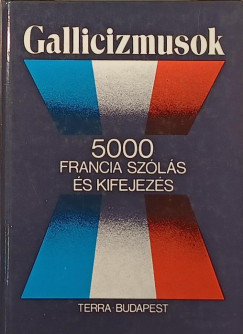 Gallicizmusok
5000
FRANCIA SZÓLÁS
ÉS KIFEJEZÉS
TERRA·BUDAPEST